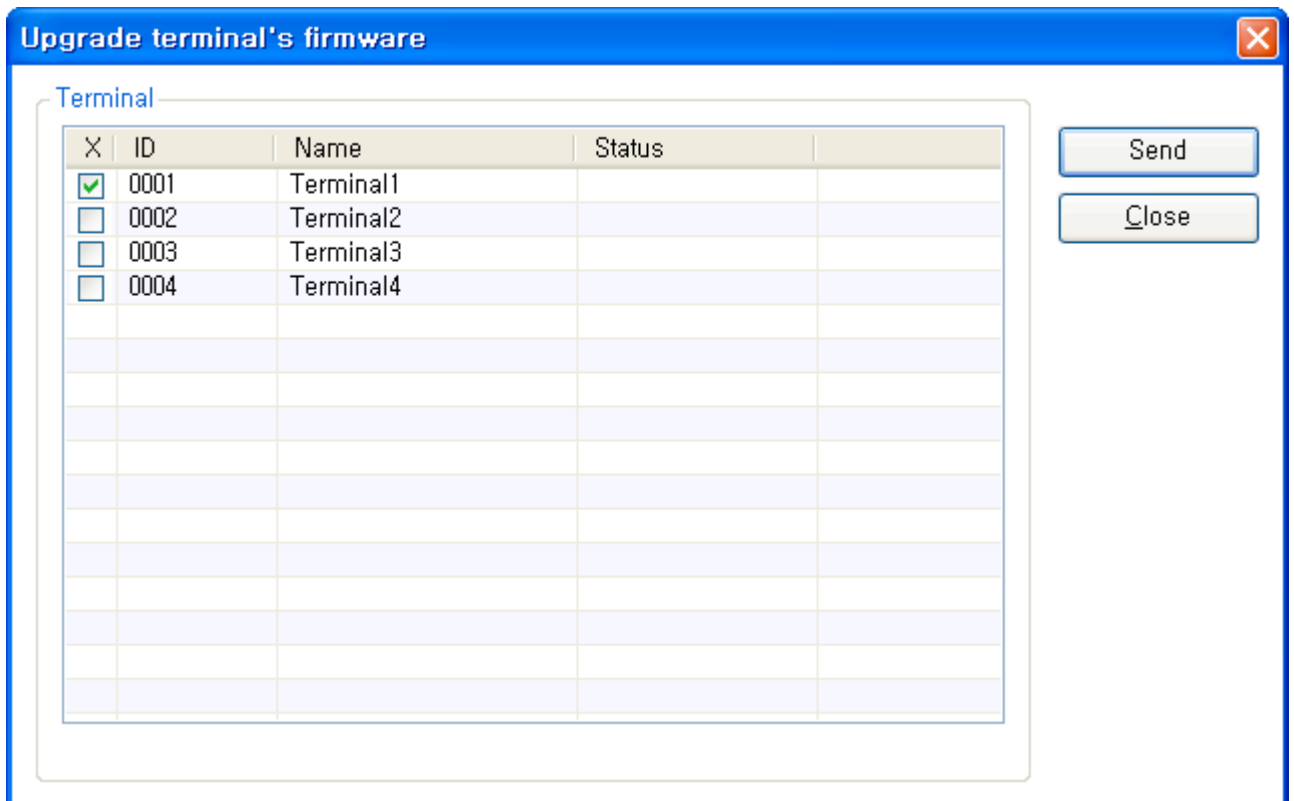 Upgrade terminal's firmware
Terminal
X ID Name Status
0001 Terminal1
0002 Terminal2
0003 Terminal3
0004 Terminal4
Send
Close